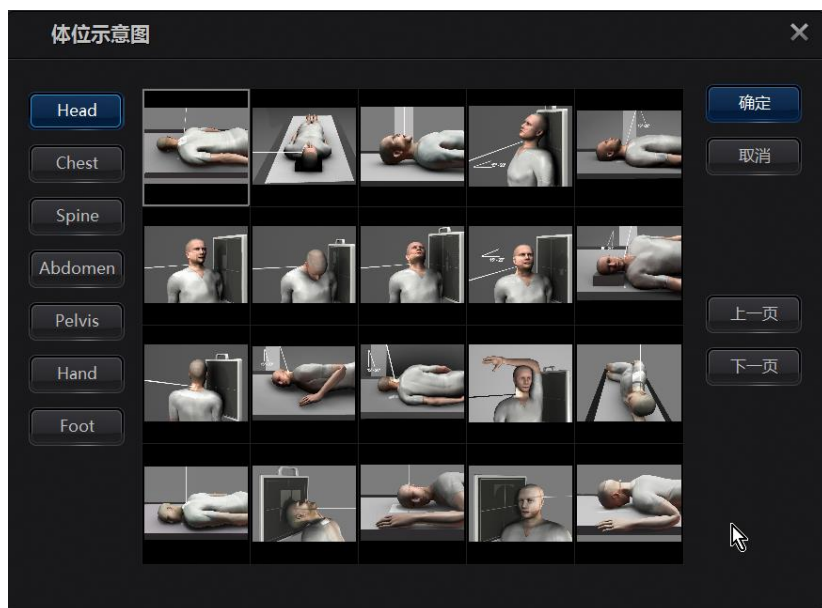 体位示意图
Head
Chest
Spine
Abdomen
Pelvis
Hand
Foot
确定
取消
上一页
下一页